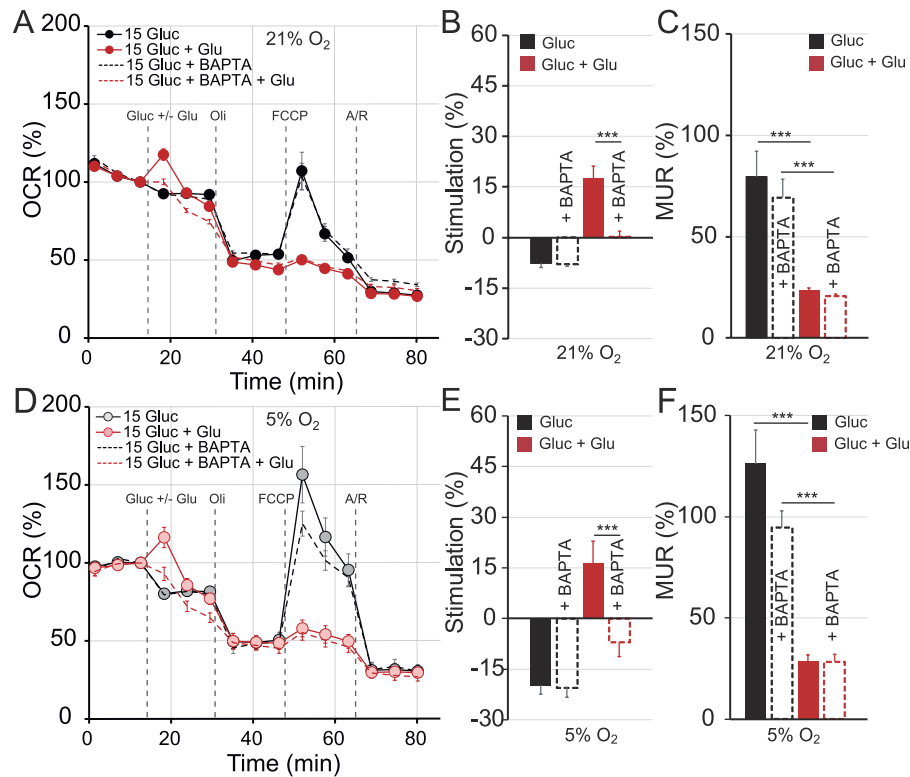 A
OCR (%)
200
150
100
50
0
15 Gluc
15 Gluc + Glu
15 Gluc + BAPTA
15 Gluc + BAPTA + Glu
21% O2
Gluc +/- Glu
Oli
FCCP
A/R
0
20
40
60
80
Time (min)
B
Stimulation (%)
60
45
30
15
0
-15
-30
Gluc
Gluc + Glu
***
+ BAPTA
+ BAPTA
21% O2
C
MUR (%)
150
100
50
0
Gluc
Gluc + Glu
***
***
+ BAPTA
+ BAPTA
21% O2
D
OCR (%)
200
150
100
50
0
15 Gluc
15 Gluc + Glu
15 Gluc + BAPTA
15 Gluc + BAPTA + Glu
5% O2
Gluc +/- Glu
Oli
FCCP
A/R
0
20
40
60
80
Time (min)
E
Stimulation (%)
60
45
30
15
0
-15
-30
Gluc
Gluc + Glu
***
+ BAPTA
+ BAPTA
5% O2
F
MUR (%)
150
100
50
0
Gluc
Gluc + Glu
***
***
+ BAPTA
+ BAPTA
5% O2